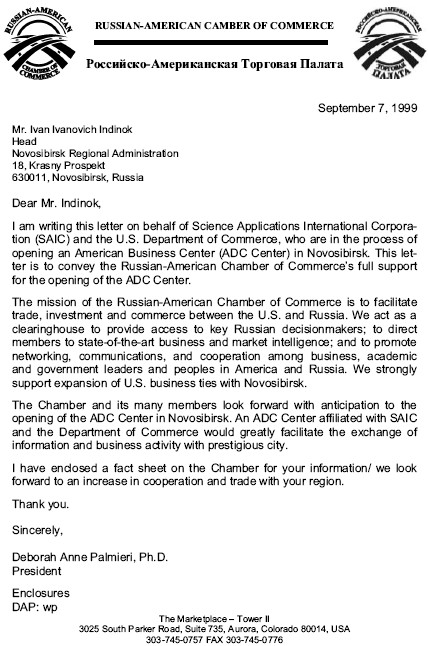 RUSSIAN-AMERICAN
CHAMBER OF
COMMERCE
RUSSIAN-AMERICAN CAMBER OF COMMERCE
Российско-Американская Торговая Палата
РОССИЙСКО-АМЕРИКАНСКАЯ
ТОРГОВАЯ
ПАЛАТА
September 7, 1999
Mr. Ivan Ivanovich Indinok
Head
Novosibirsk Regional Administration
18, Krasny Prospekt
630011, Novosibirsk, Russia
Dear Mr. Indinok,
I am writing this letter on behalf of Science Applications International Corpora-
tion (SAIC) and the U.S. Department of Commerce, who are in the process of
opening an American Business Center (ADC Center) in Novosibirsk. This let-
ter is to convey the Russian-American Chamber of Commerce's full support
for the opening of the ADC Center.
The mission of the Russian-American Chamber of Commerce is to facilitate
trade, investment and commerce between the U.S. and Russia. We act as a
clearinghouse to provide access to key Russian decisionmakers; to direct
members to state-of-the-art business and market intelligence; and to promote
networking, communications, and cooperation among business, academic
and government leaders and peoples in America and Russia. We strongly
support expansion of U.S. business ties with Novosibirsk.
The Chamber and its many members look forward with anticipation to the
opening of the ADC Center in Novosibirsk. An ADC Center affiliated with SAIC
and the Department of Commerce would greatly facilitate the exchange of
information and business activity with prestigious city.
I have enclosed a fact sheet on the Chamber for your information/ we look
forward to an increase in cooperation and trade with your region.
Thank you.
Sincerely,
Deborah Anne Palmieri, Ph.D.
President
Enclosures
DAP: wp
The Marketplace – Tower II
3025 South Parker Road, Suite 735, Aurora, Colorado 80014, USA
303-745-0757 FAX 303-745-0776